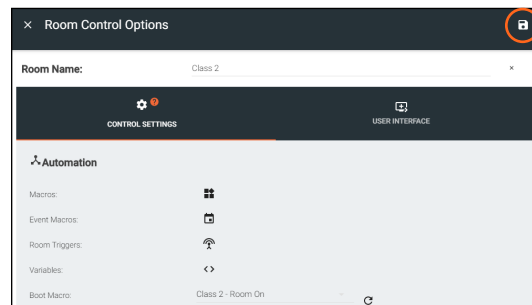 × Room Control Options
Room Name: Class 2 ×
? 
CONTROL SETTINGS USER INTERFACE
Automation
Macros:
Event Macros:
Room Triggers:
Variables: <>
Boot Macro: Class 2 - Room On